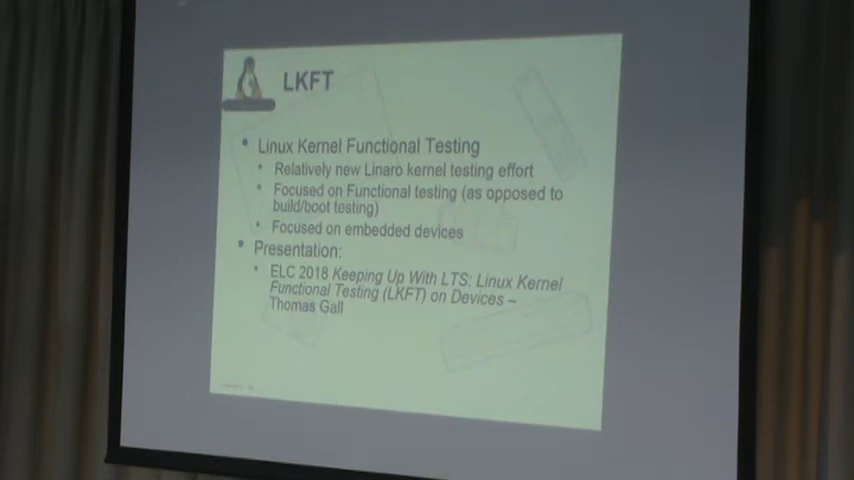 LKFT
• Linux Kernel Functional Testing
• Relatively new Linaro kernel testing effort
• Focused on Functional testing (as opposed to
build/boot testing)
• Focused on embedded devices
• Presentation:
• ELC 2018 Keeping Up With LTS: Linux Kernel
Functional Testing (LKFT) on Devices –
Thomas Gall